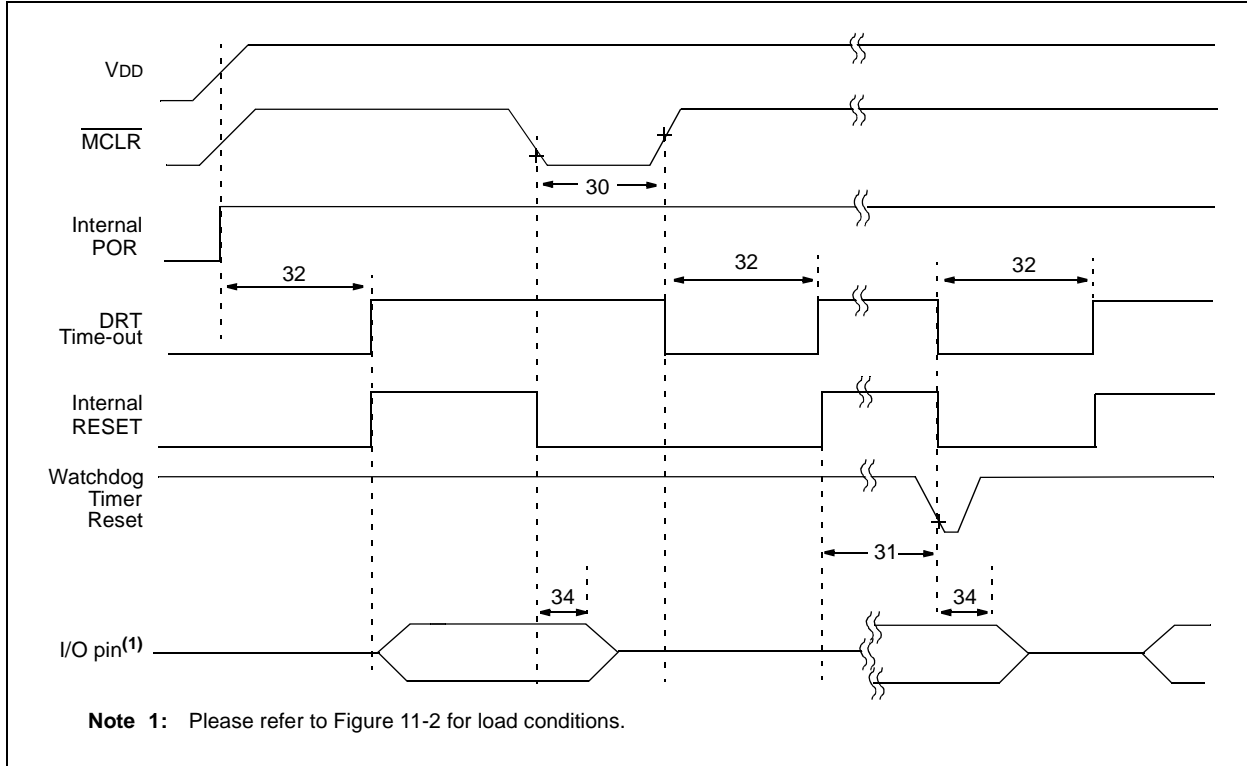 VDD
MCLR
30
Internal
POR
32
32
32
DRT
Time-out
Internal
RESET
Watchdog
Timer
Reset
31
34
34
I/O pin(1)
Note 1: Please refer to Figure 11-2 for load conditions.